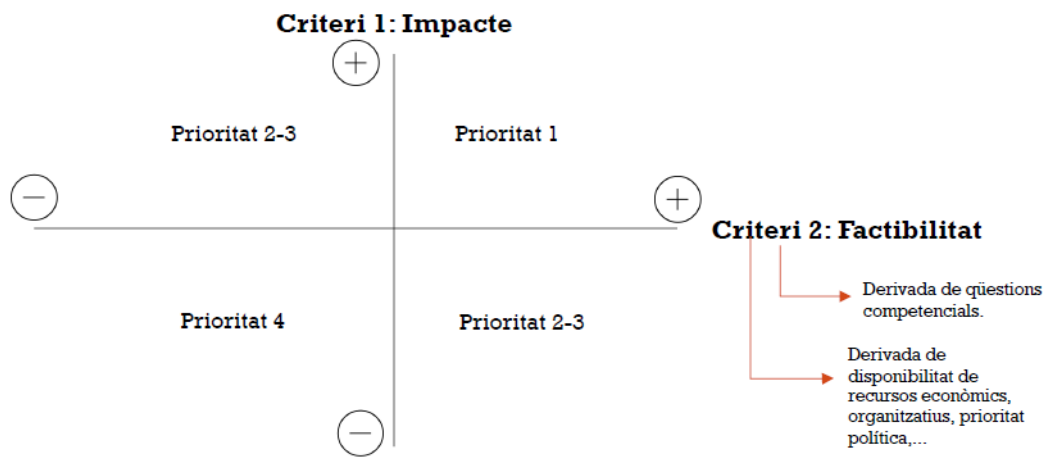 Criteri 1: Impacte
+
Prioritat 2-3
Prioritat 1
−
+
Criteri 2: Factibilitat
Derivada de qüestions
competencials.
Prioritat 4
Prioritat 2-3
Derivada de
disponibilitat de
recursos econòmics,
organitzatius, prioritat
política,...
−